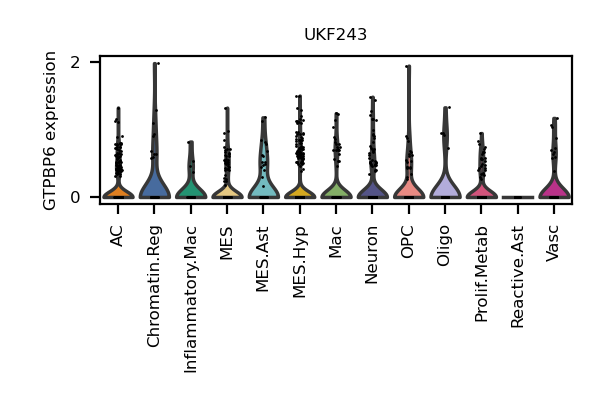 UKF243
GTPBP6 expression
2
0
AC
Chromatin.Reg
Inflammatory.Mac
MES
MES.Ast
MES.Hyp
Mac
Neuron
OPC
Oligo
Prolif.Metab
Reactive.Ast
Vasc